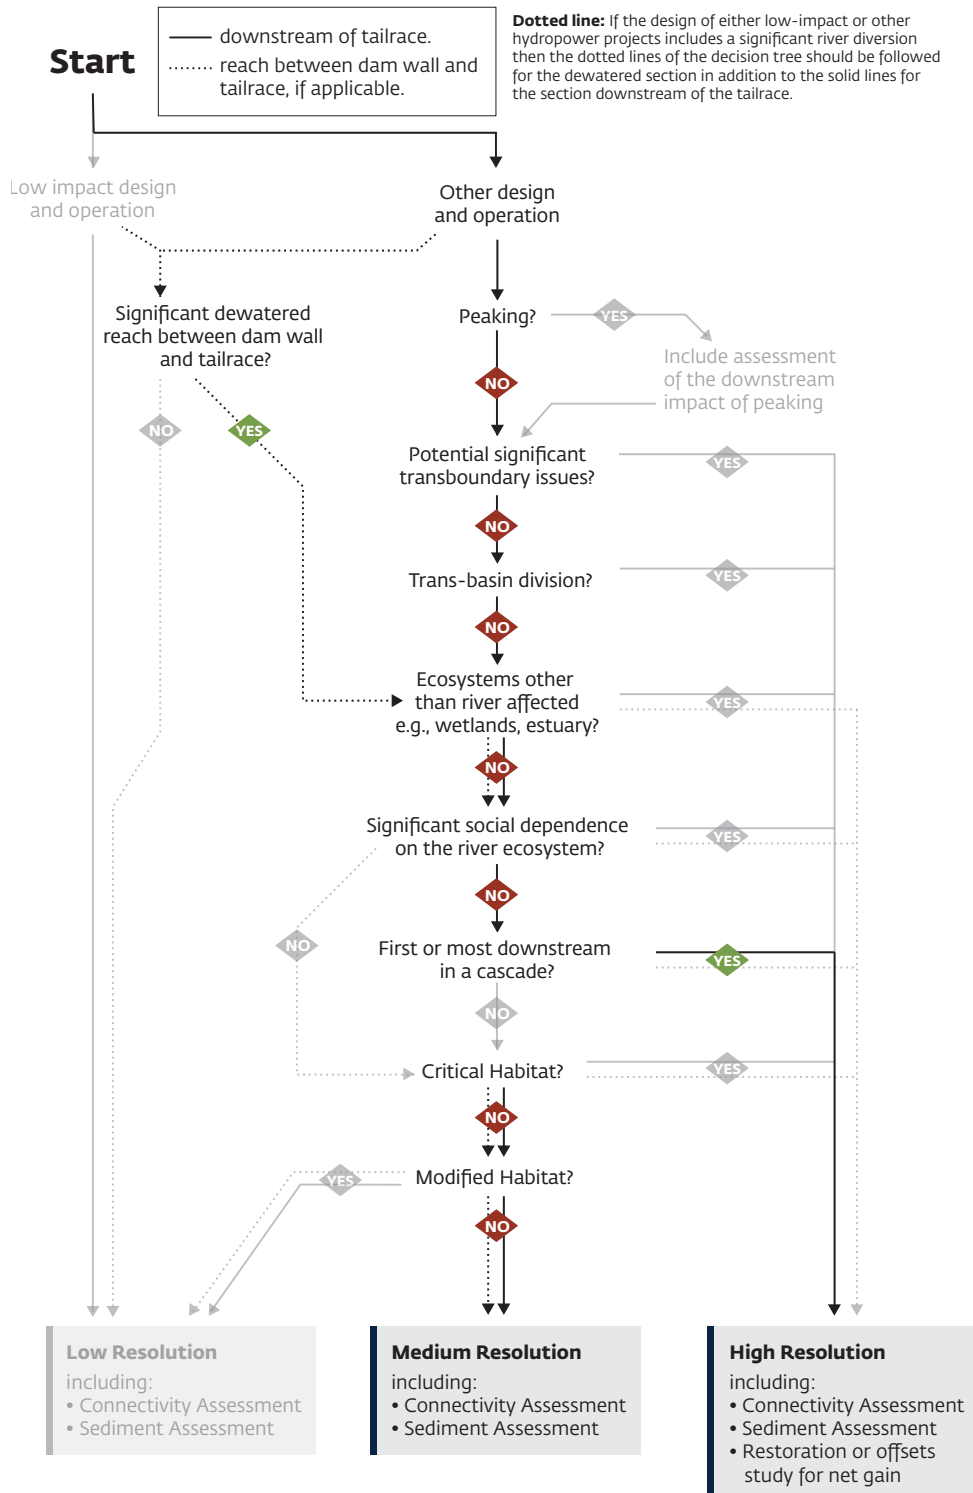 Start
downstream of tailrace.
reach between dam wall and
tailrace, if applicable.
Dotted line: If the design of either low-impact or other
hydropower projects includes a significant river diversion
then the dotted lines of the decision tree should be followed
for the dewatered section in addition to the solid lines for
the section downstream of the tailrace.
Low impact design
and operation
Other design
and operation
Significant dewatered
reach between dam wall
and tailrace?
Peaking?
YES
Include assessment
of the downstream
impact of peaking
NO
NO
YES
Potential significant
transboundary issues?
YES
NO
Trans-basin division?
YES
NO
Ecosystems other
than river affected
e.g., wetlands, estuary?
YES
NO
Significant social dependence
on the river ecosystem?
YES
NO
NO
First or most downstream
in a cascade?
YES
NO
Critical Habitat?
YES
NO
Modified Habitat?
YES
NO
Low Resolution
including:
• Connectivity Assessment
• Sediment Assessment
Medium Resolution
including:
• Connectivity Assessment
• Sediment Assessment
High Resolution
including:
• Connectivity Assessment
• Sediment Assessment
• Restoration or offsets
study for net gain